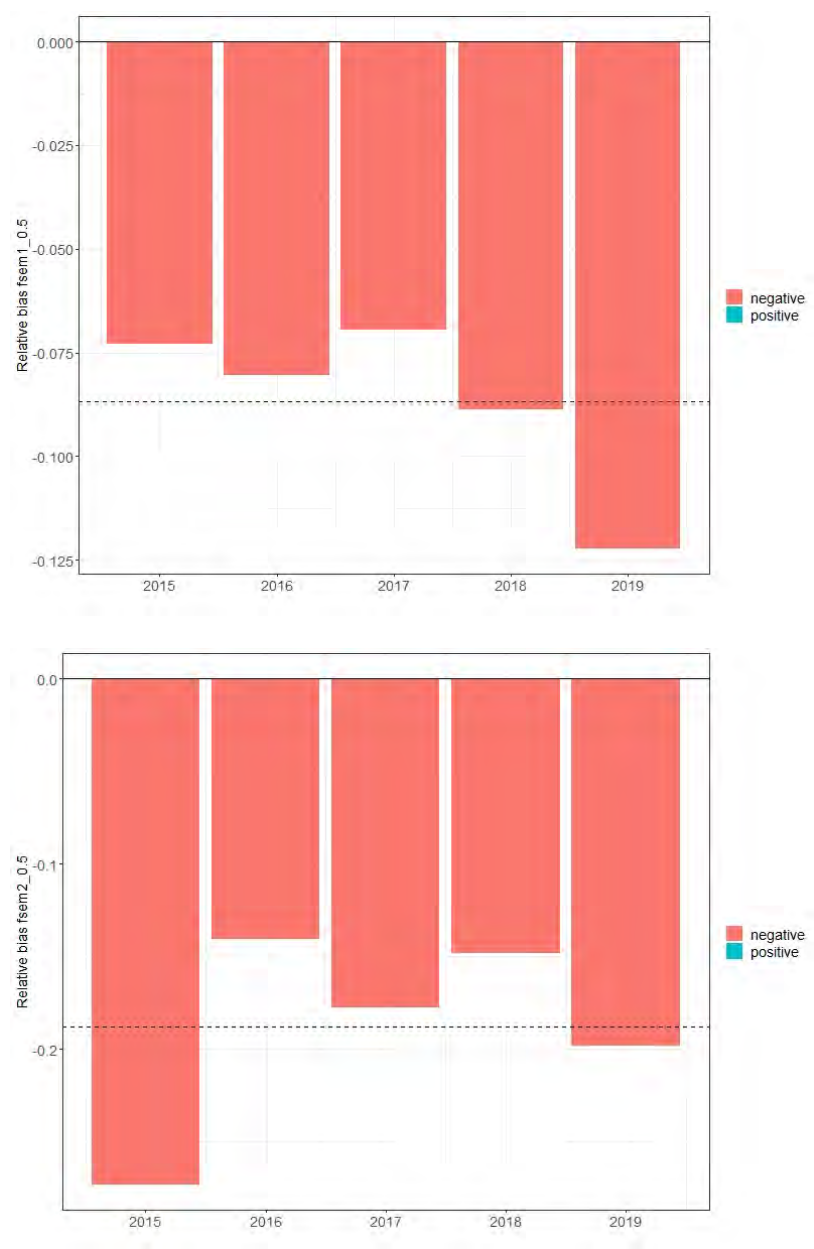 0.000
-0.025
-0.050
-0.075
-0.100
-0.125
Relative bias fsem1_0.5
2015 2016 2017 2018 2019
negative
positive
0.0
-0.1
-0.2
Relative bias fsem2_0.5
2015 2016 2017 2018 2019
negative
positive